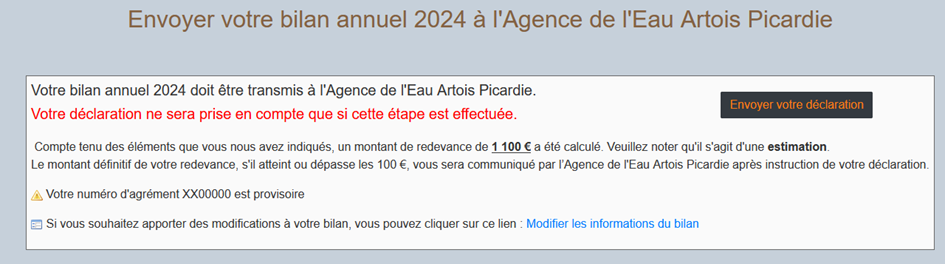 Envoyer votre bilan annuel 2024 à l'Agence de l'Eau Artois Picardie
Votre bilan annuel 2024 doit être transmis à l'Agence de l'Eau Artois Picardie.
Votre déclaration ne sera prise en compte que si cette étape est effectuée.
Envoyer votre déclaration
Compte tenu des éléments que vous nous avez indiqués, un montant de redevance de 1 100 € a été calculé. Veuillez noter qu'il s'agit d'une estimation.
Le montant définitif de votre redevance, s'il atteint ou dépasse les 100 €, vous sera communiqué par l'Agence de l'Eau Artois Picardie après instruction de votre déclaration.
Votre numéro d'agrément XX00000 est provisoire
Si vous souhaitez apporter des modifications à votre bilan, vous pouvez cliquer sur ce lien : Modifier les informations du bilan